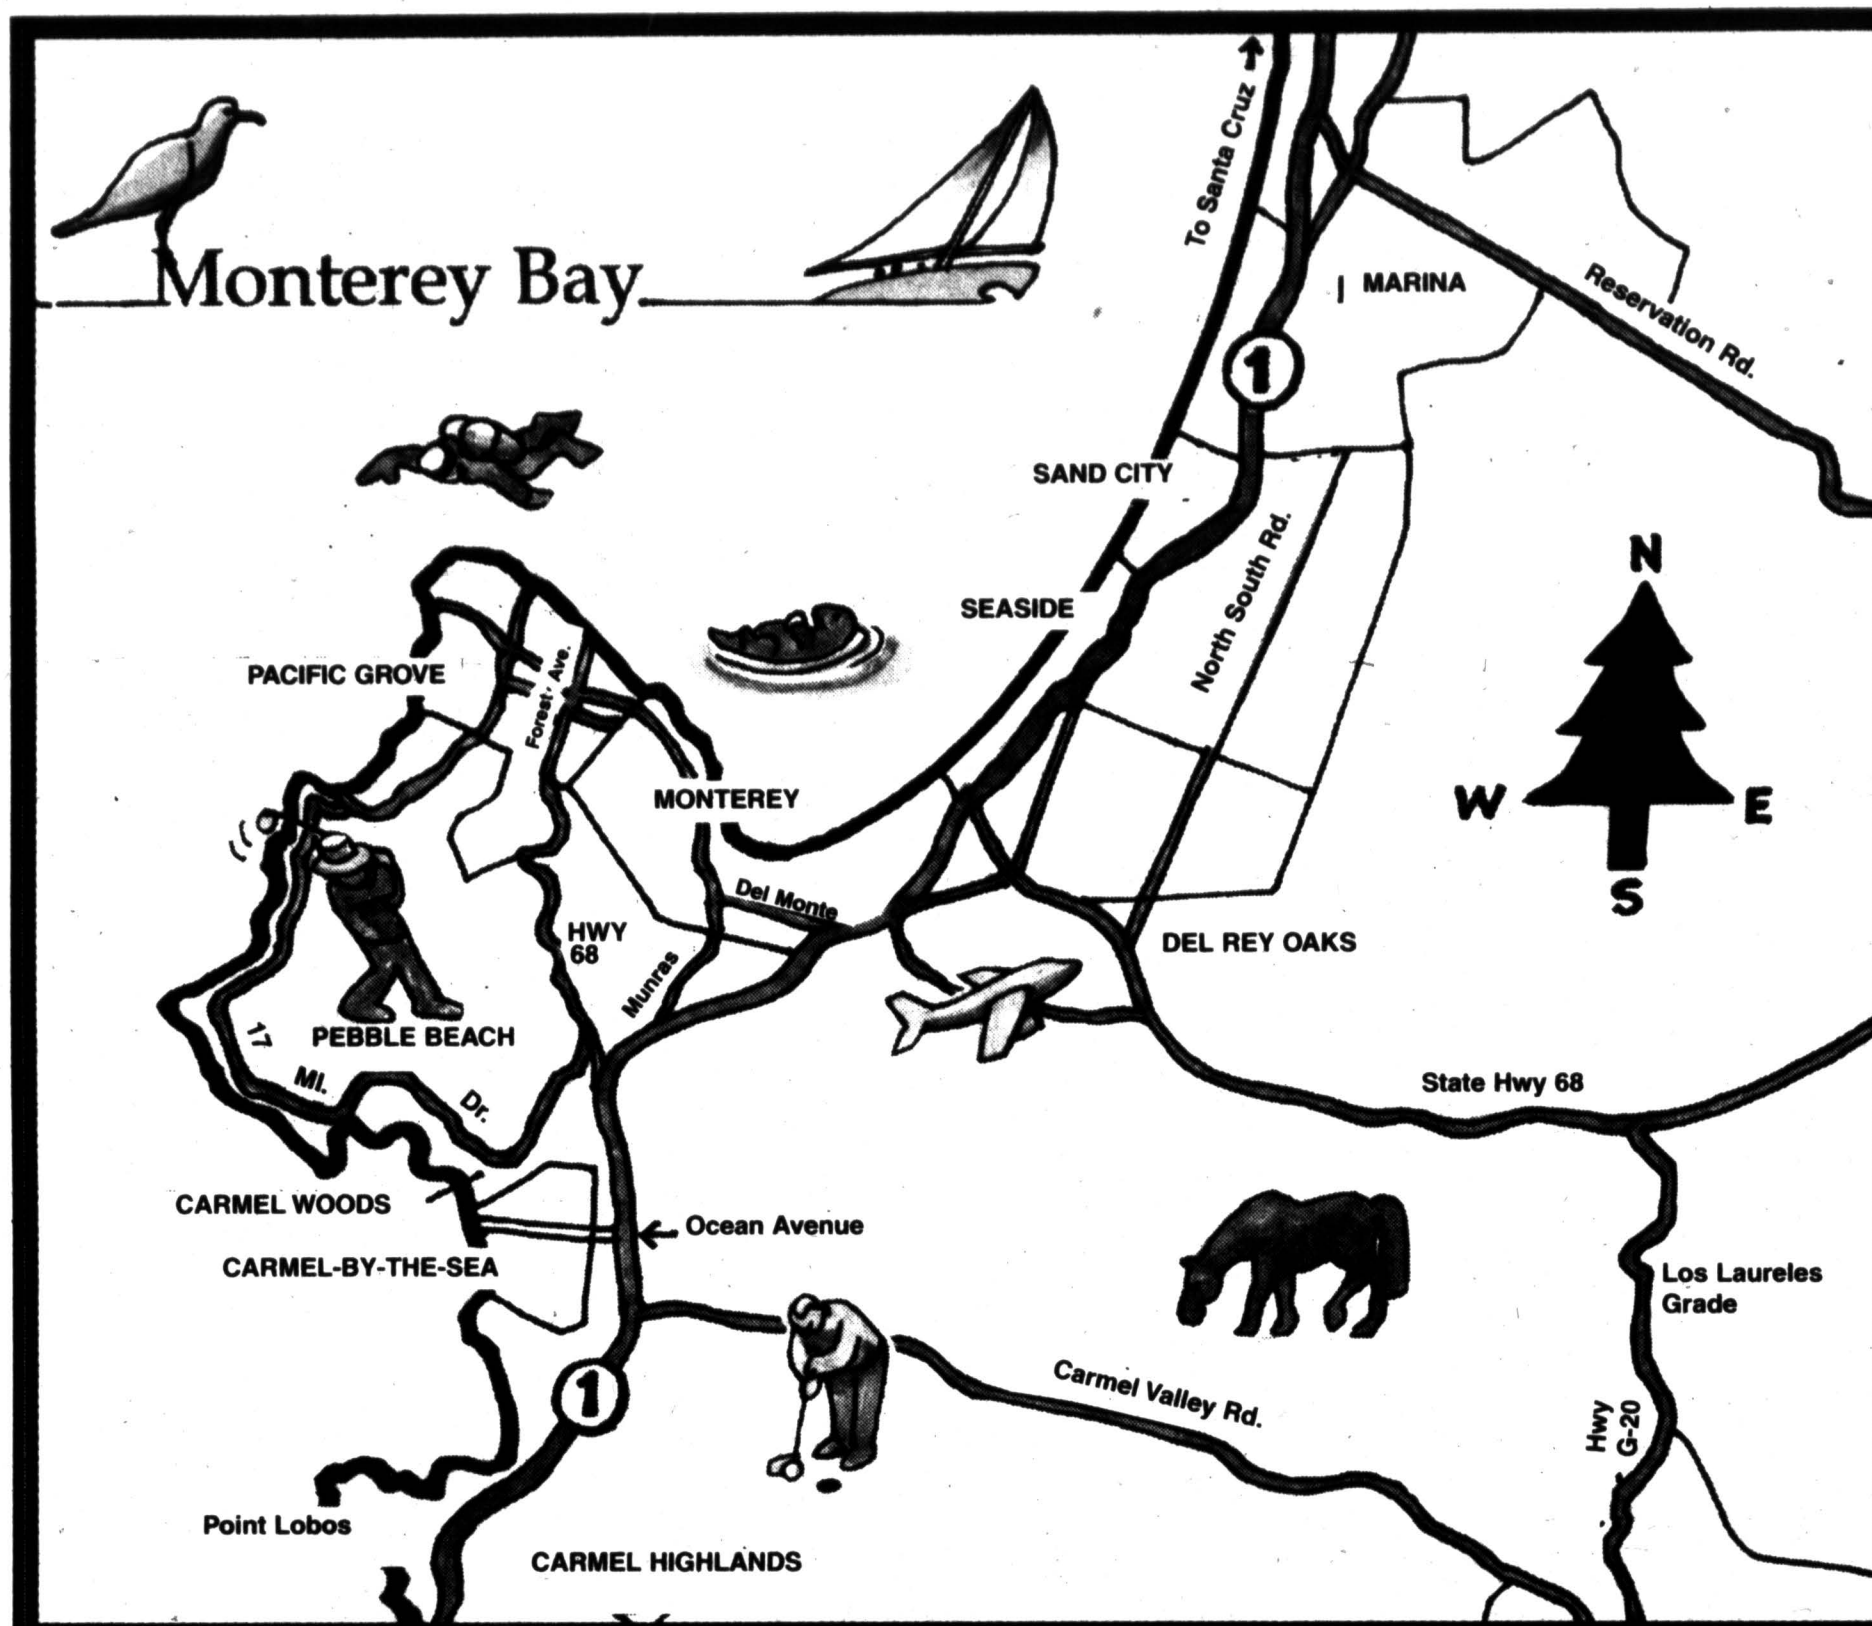 To Santa Cruz
Monterey Bay
MARINA
Reservation Rd.
1
SAND CITY
North South Rd.
N
SEASIDE
PACIFIC GROVE
Forest Ave.
MONTEREY
W
E
S
Del Monte
HWY
68
DEL REY OAKS
Munras
17
PEBBLE BEACH
MI.
Dr.
State Hwy 68
CARMEL WOODS
Ocean Avenue
CARMEL-BY-THE-SEA
Los Laureles
Grade
1
Carmel Valley Rd.
Hwy
G-20
Point Lobos
CARMEL HIGHLANDS